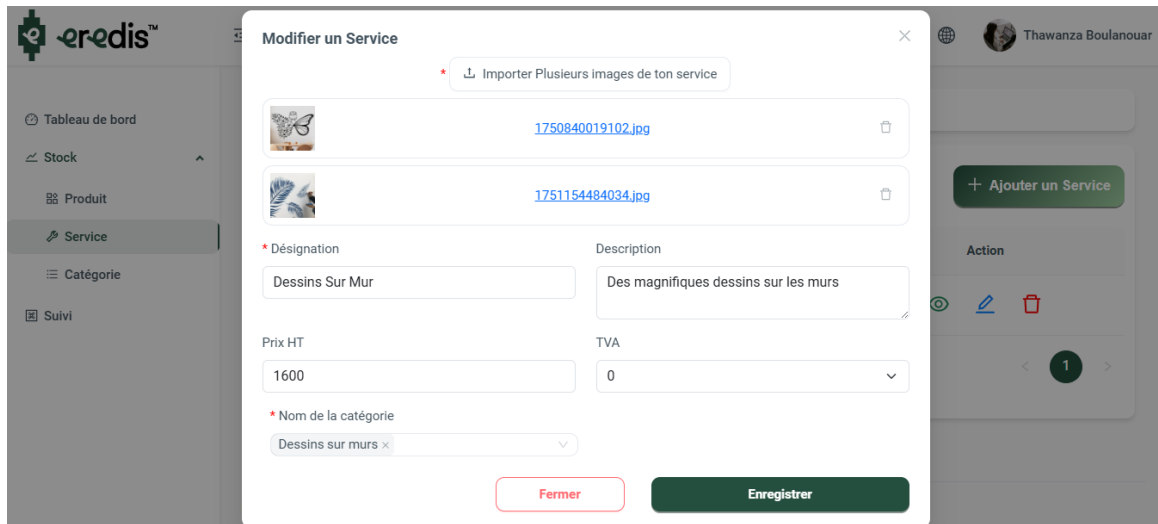 eredis™
Thawanza Boulanouar
Tableau de bord
Stock
Produit
Service
Catégorie
Suivi
Modifier un Service
* Importer Plusieurs images de ton service
1750840019102.jpg
1751154484034.jpg
* Désignation
Description
Dessins Sur Mur
Des magnifiques dessins sur les murs
Prix HT
TVA
1600
0
* Nom de la catégorie
Dessins sur murs ×
Fermer
Enregistrer
+ Ajouter un Service
Action
< 1 >